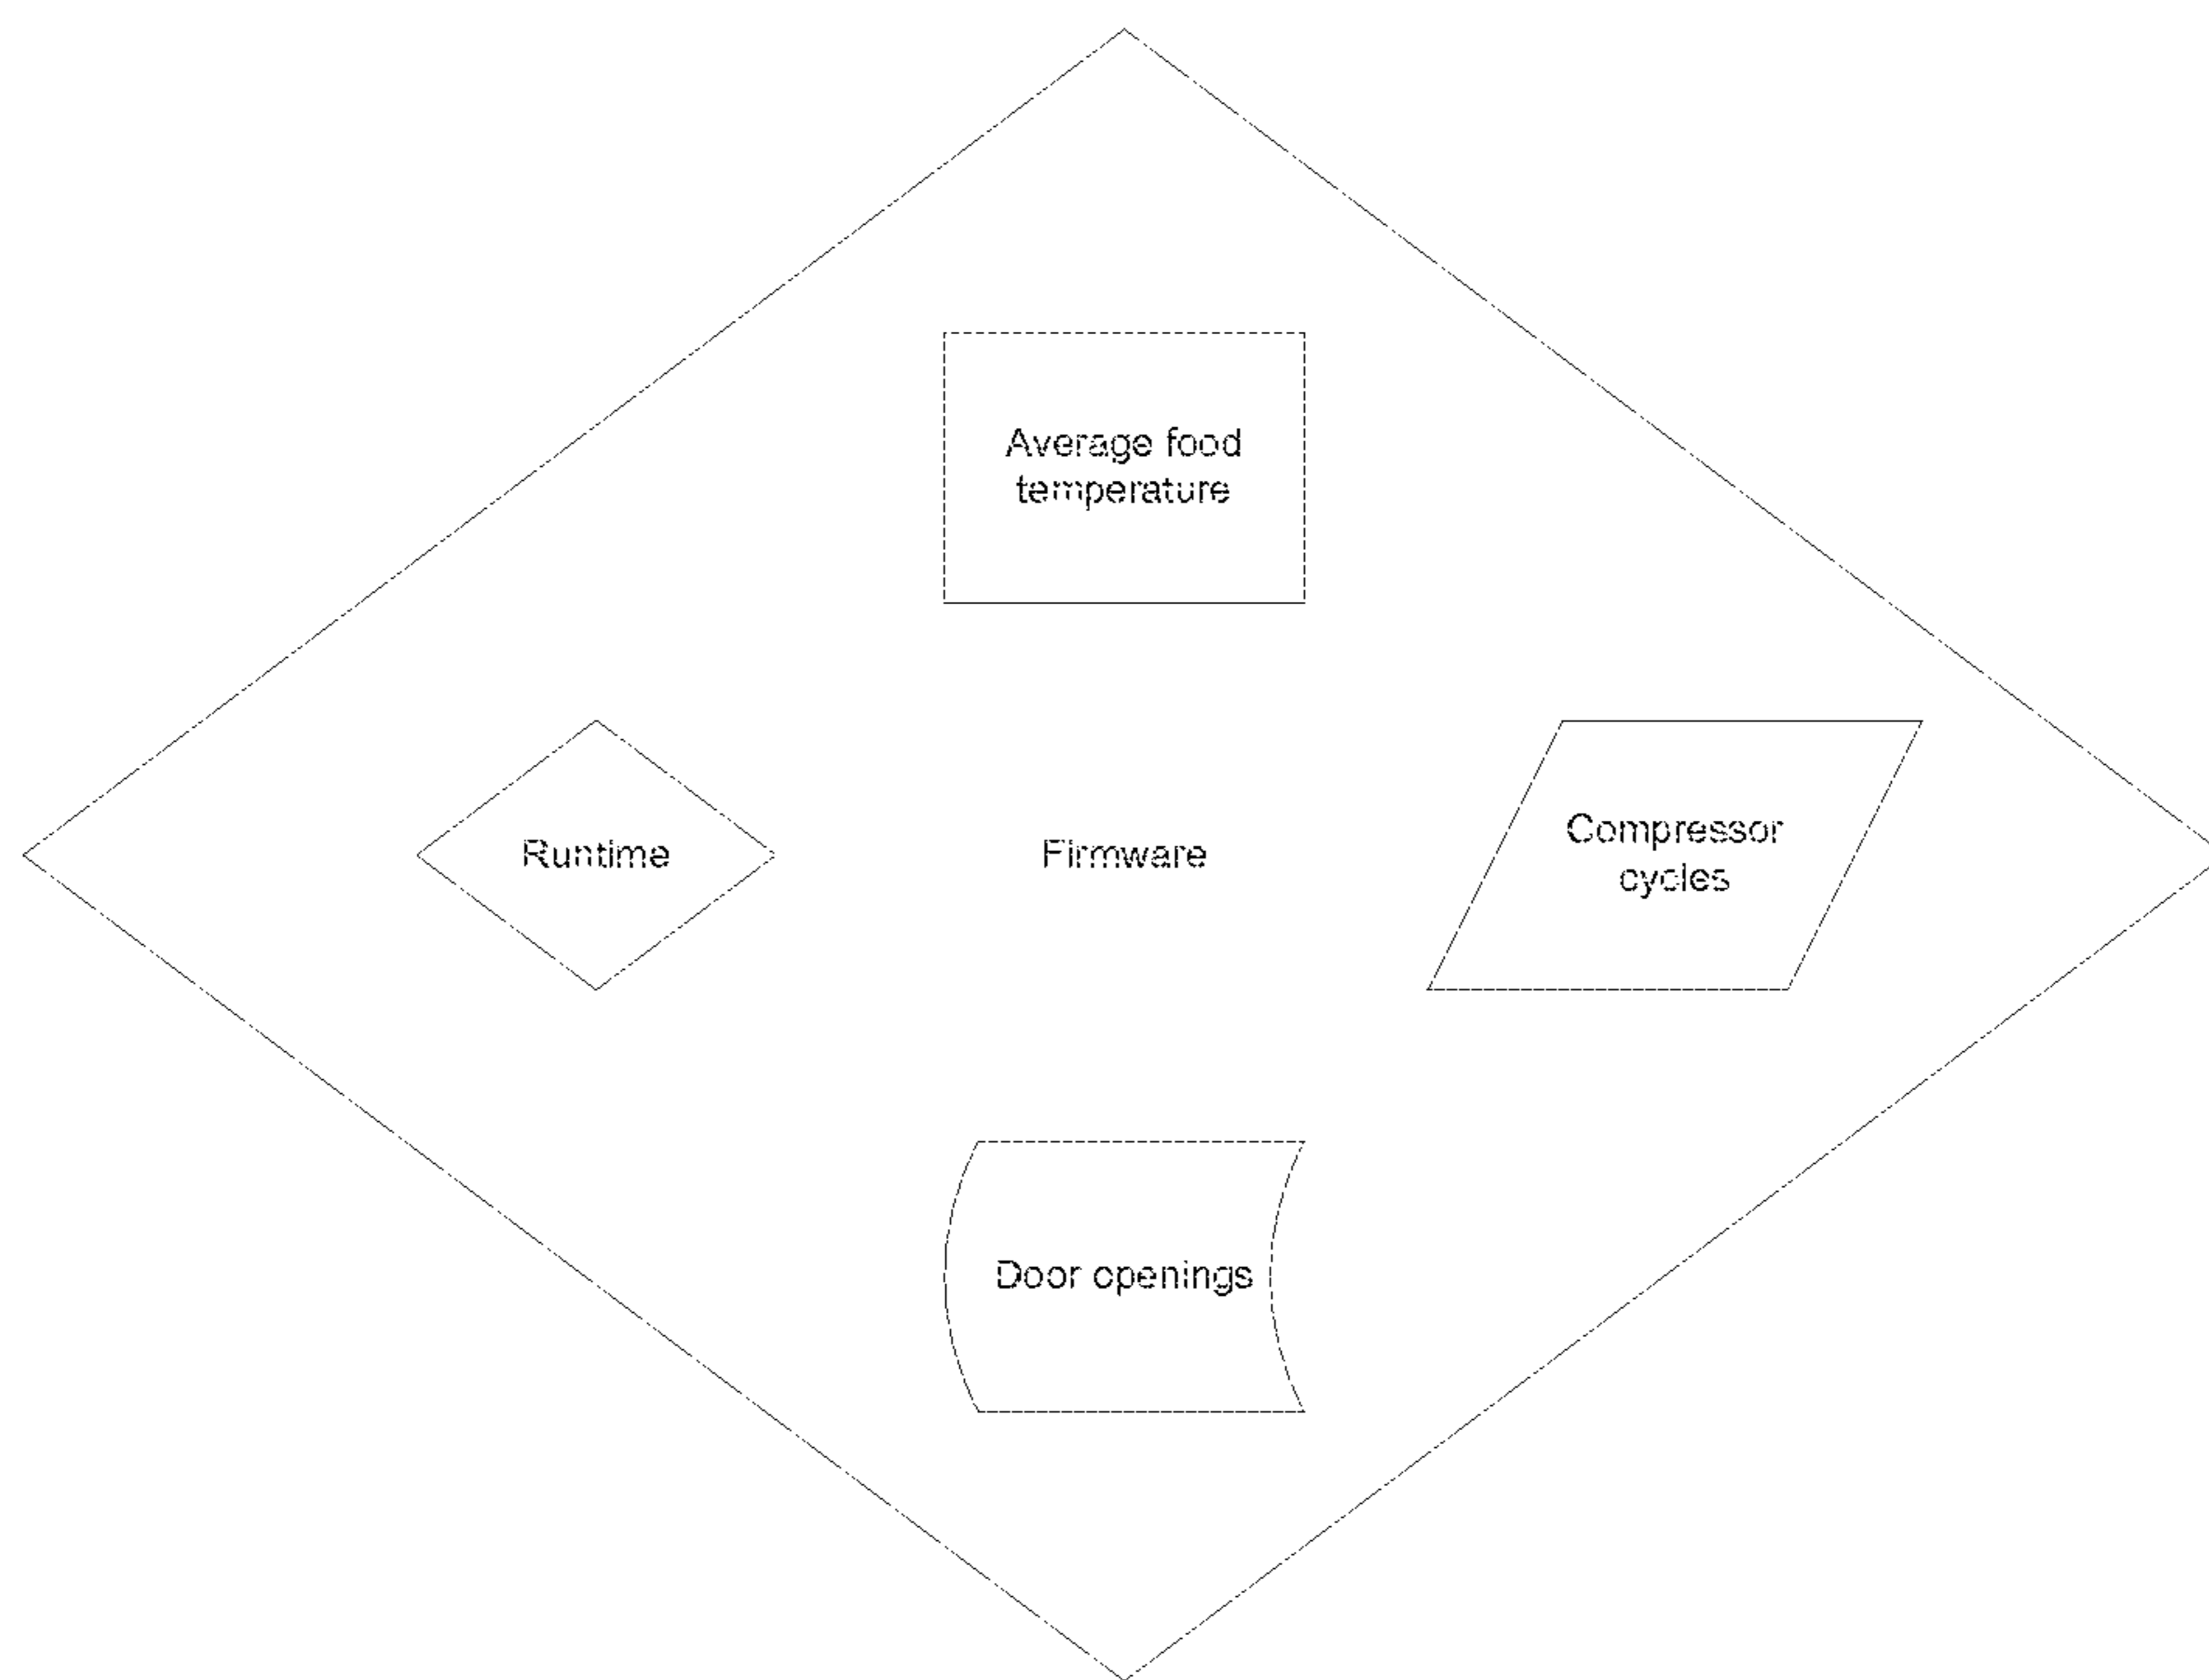 Average food
temperature
Runtime
Firmware
Compressor
cycles
Door openings